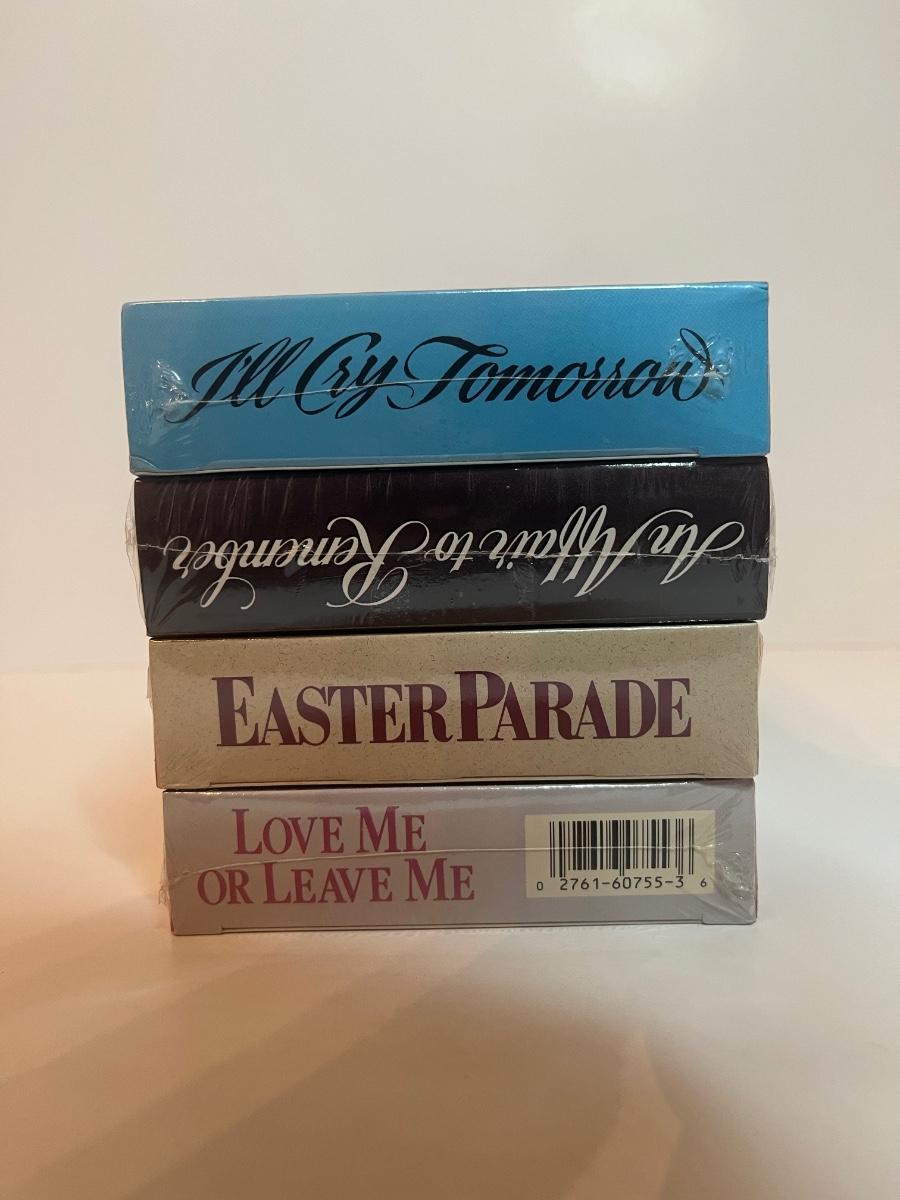 I'll Cry Tomorrow
An Affair to Remember
EASTER PARADE
LOVE ME
OR LEAVE ME
0 2761-60755-3 6